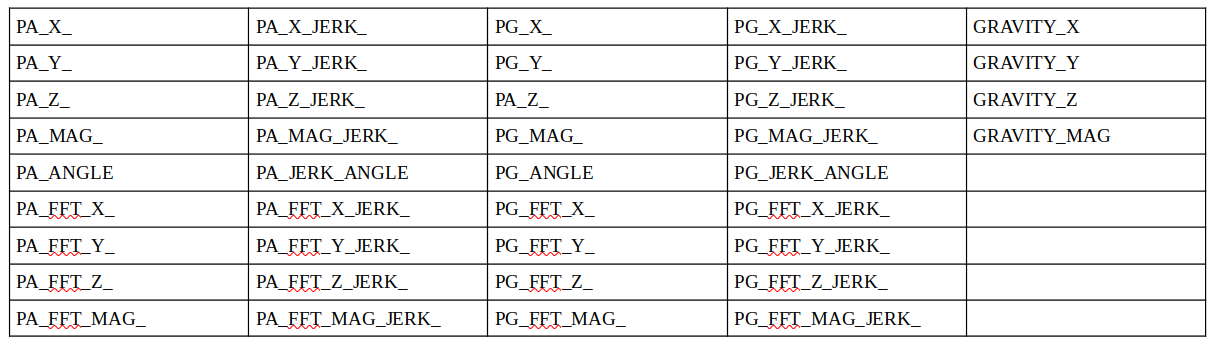 PA_X_ PA_X_JERK_ PG_X_ PG_X_JERK_ GRAVITY_X
PA_Y_ PA_Y_JERK_ PG_Y_ PG_Y_JERK_ GRAVITY_Y
PA_Z_ PA_Z_JERK_ PA_Z_ PG_Z_JERK_ GRAVITY_Z
PA_MAG_ PA_MAG_JERK_ PG_MAG_ PG_MAG_JERK_ GRAVITY_MAG
PA_ANGLE PA_JERK_ANGLE PG_ANGLE PG_JERK_ANGLE
PA_FFT_X_ PA_FFT_X_JERK_ PG_FFT_X_ PG_FFT_X_JERK_
PA_FFT_Y_ PA_FFT_Y_JERK_ PG_FFT_Y_ PG_FFT_Y_JERK_
PA_FFT_Z_ PA_FFT_Z_JERK_ PG_FFT_Z_ PG_FFT_Z_JERK_
PA_FFT_MAG_ PA_FFT_MAG_JERK_ PG_FFT_MAG_ PG_FFT_MAG_JERK_